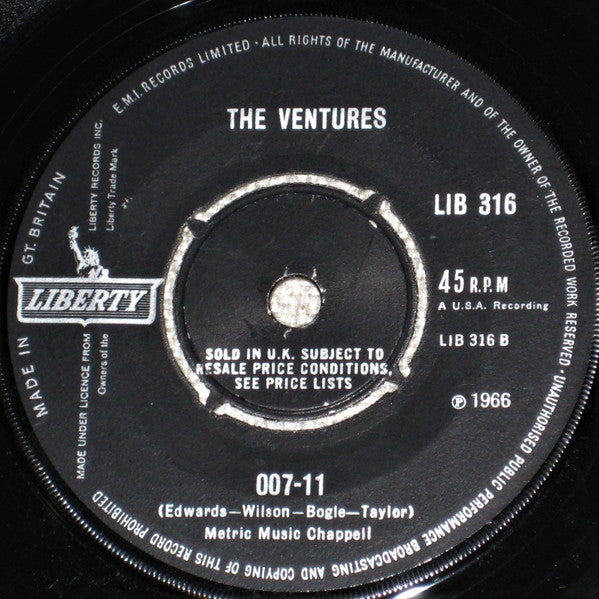 E.M.I. RECORDS LIMITED · ALL RIGHTS OF THE MANUFACTURER AND OF THE OWNER OF THE RECORDED WORK RESERVED · UNAUTHORISED PUBLIC PERFORMANCE BROADCASTING AND COPYING OF THIS RECORD PROHIBITED
MADE IN GT. BRITAIN
THE VENTURES
LIBERTY RECORDS INC.
Liberty Trade Mark
LIBERTY
MADE UNDER LICENCE FROM
Owners of the
LIB 316
45 R.P.M
A U.S.A. Recording
LIB 316 B
℗ 1966
SOLD IN U.K. SUBJECT TO
RESALE PRICE CONDITIONS,
SEE PRICE LISTS
007-11
(Edwards—Wilson—Bogle—Taylor)
Metric Music Chappell